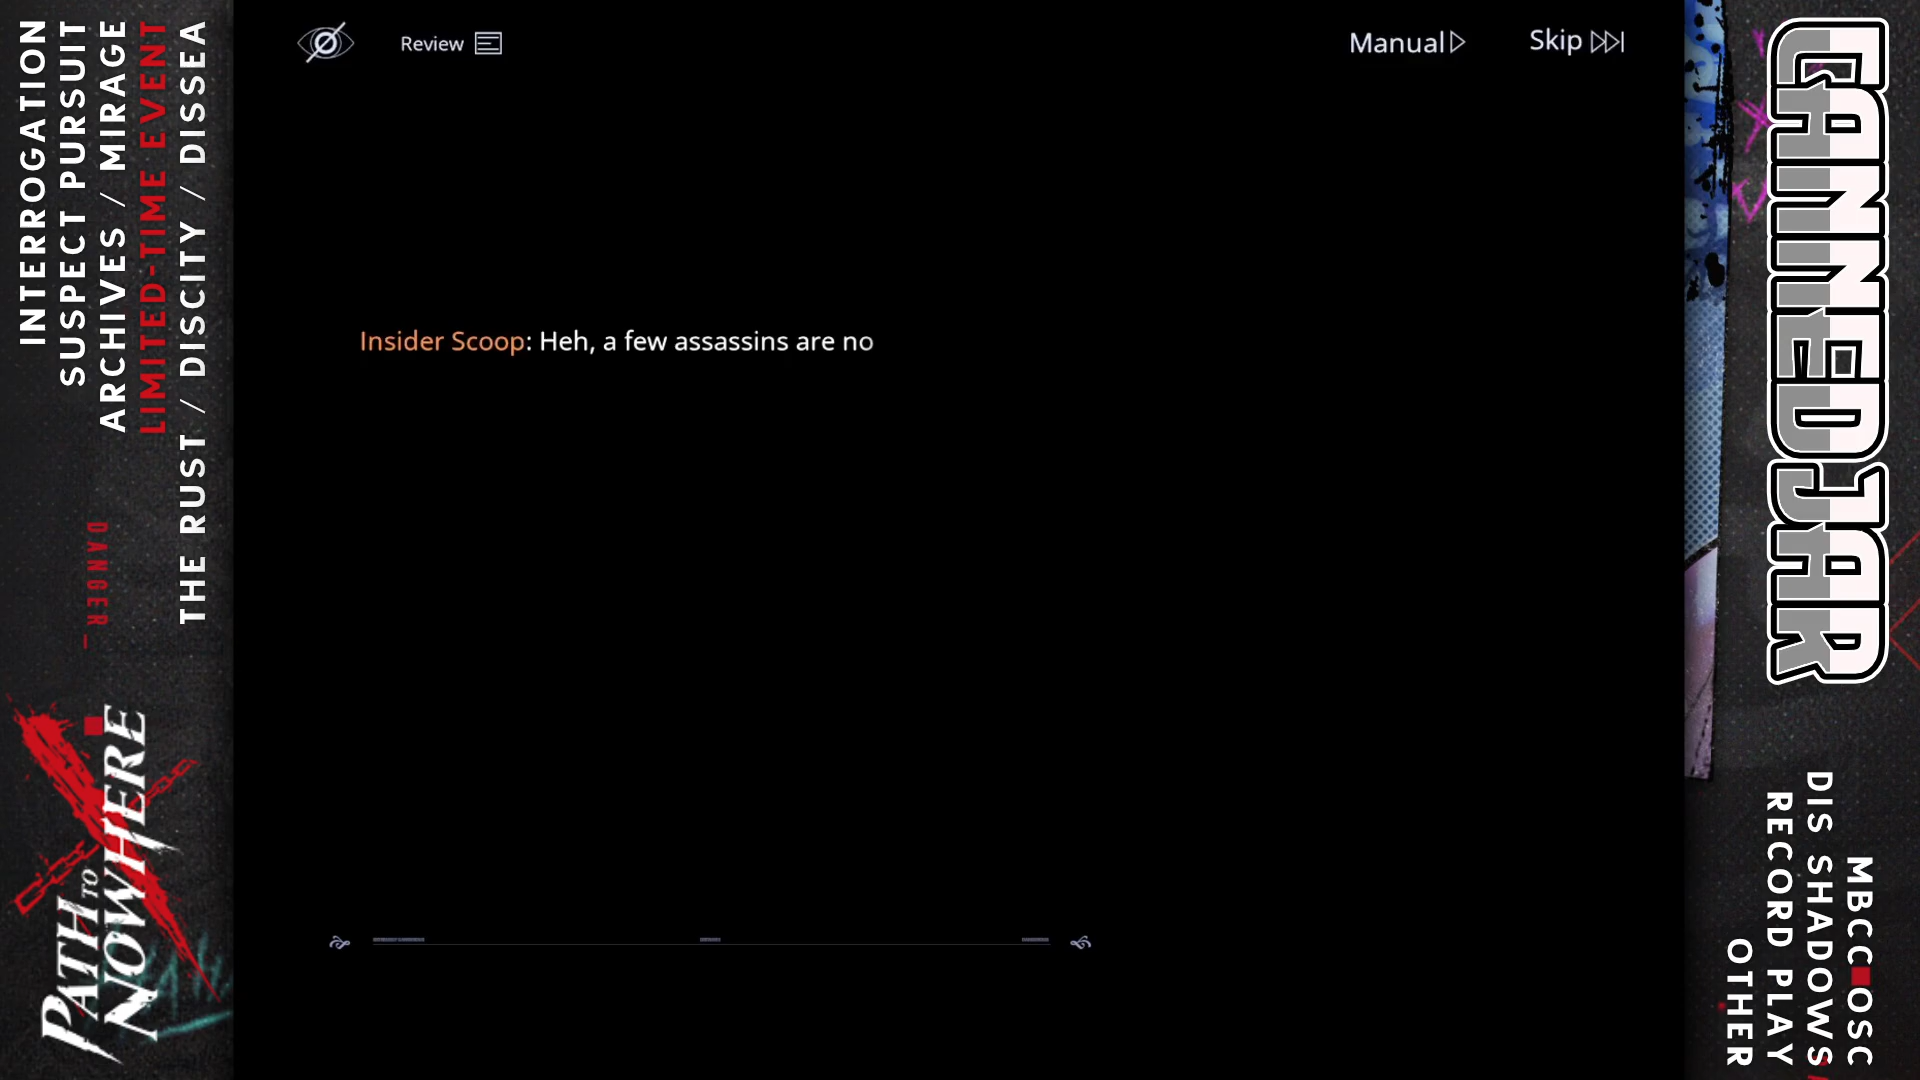 INTERROGATION
SUSPECT PURSUIT
ARCHIVES / MIRAGE
LIMITED-TIME EVENT
THE RUST / DISCITY / DISSEA
DANGER
PATH TO
NOWHERE
Review
Manual
Skip
Insider Scoop: Heh, a few assassins are no
CANNEDJAR
MBCC OSC
DIS SHADOWS
RECORD PLAY
OTHER